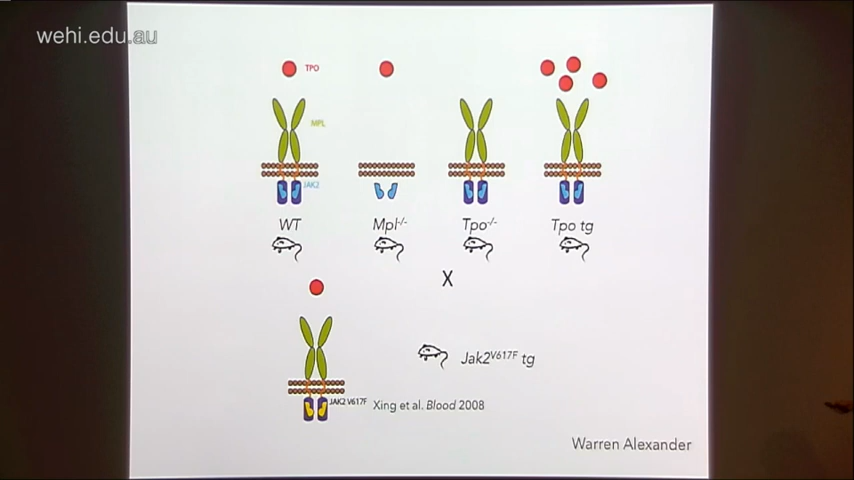 wehi.edu.au
TPO
MPL
JAK2
WT
Mpl-/-
Tpo-/-
Tpo tg
X
Jak2V617F tg
JAK2 V617F
Xing et al. Blood 2008
Warren Alexander